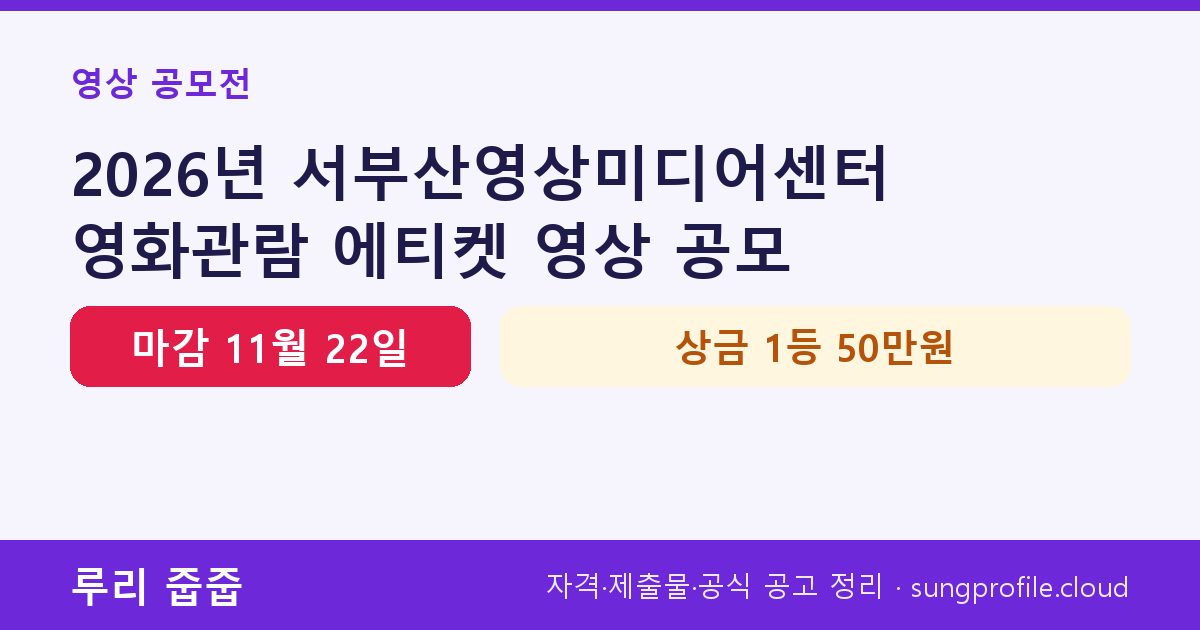 영상 공모전
2026년 서부산영상미디어센터
영화관람 에티켓 영상 공모
마감 11월 22일
상금 1등 50만원
루리 줍줍
자격·제출물·공식 공고 정리 · sungprofile.cloud